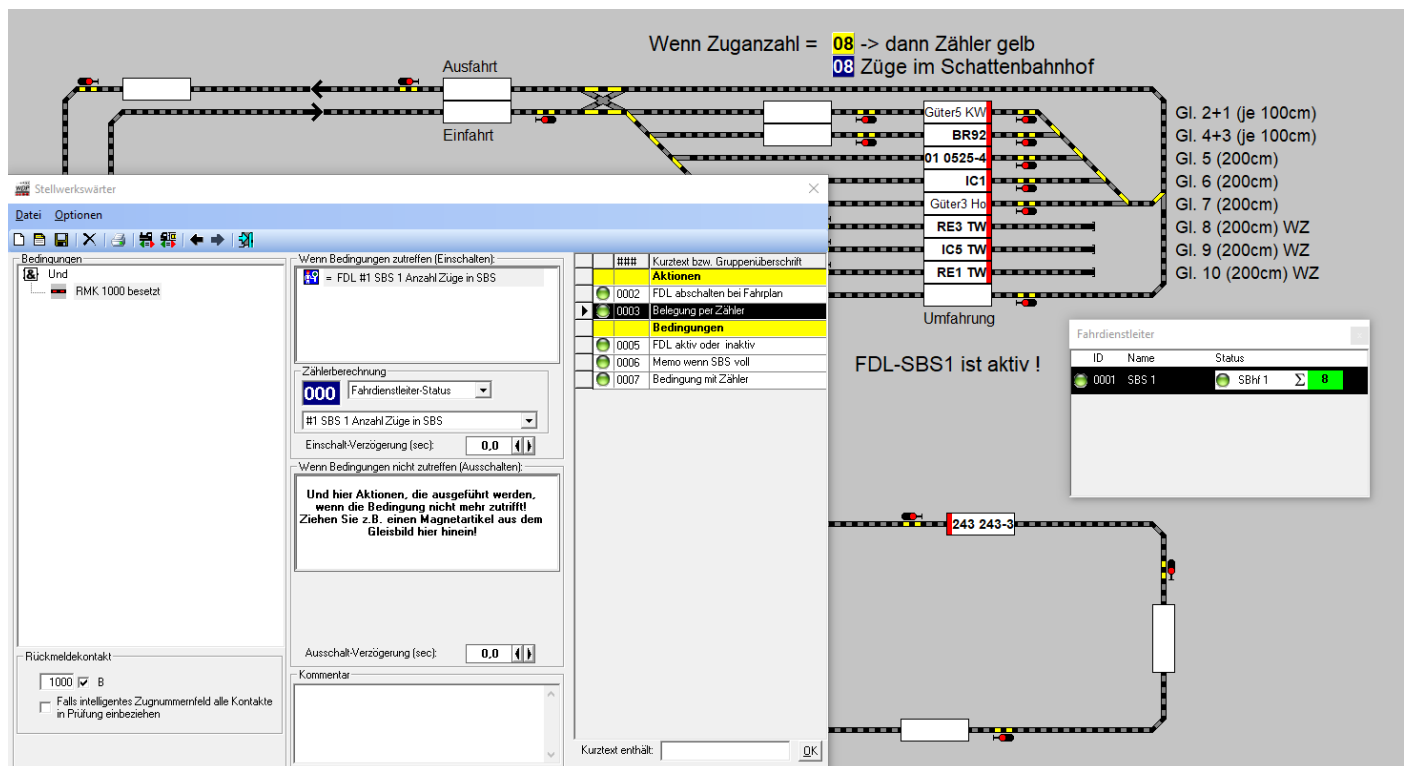 Wenn Zuganzahl = 08 -> dann Zähler gelb
08 Züge im Schattenbahnhof
Ausfahrt
Einfahrt
Güter5 KW
BR92
01 0525-4
IC1
Güter3 Ho
RE3 TW
IC5 TW
RE1 TW
Umfahrung
Gl. 2+1 (je 100cm)
Gl. 4+3 (je 100cm)
Gl. 5 (200cm)
Gl. 6 (200cm)
Gl. 7 (200cm)
Gl. 8 (200cm) WZ
Gl. 9 (200cm) WZ
Gl. 10 (200cm) WZ
FDL-SBS1 ist aktiv !
Stellwerkswärter
Datei Optionen
Bedingungen
Und
RMK 1000 besetzt
Rückmeldekontakt
1000 B
Falls intelligentes Zugnummernfeld alle Kontakte
in Prüfung einbeziehen
Wenn Bedingungen zutreffen (Einschalten):
= FDL #1 SBS 1 Anzahl Züge in SBS
Zählerberechnung
000 Fahrdienstleiter-Status
#1 SBS 1 Anzahl Züge in SBS
Einschalt-Verzögerung (sec): 0,0
Wenn Bedingungen nicht zutreffen (Ausschalten):
Und hier Aktionen, die ausgeführt werden,
wenn die Bedingung nicht mehr zutrifft!
Ziehen Sie z.B. einen Magnetartikel aus dem
Gleisbild hier hinein!
Ausschalt-Verzögerung (sec): 0,0
Kommentar
### Kurztext bzw. Gruppenüberschrift
Aktionen
0002 FDL abschalten bei Fahrplan
0003 Belegung per Zähler
Bedingungen
0005 FDL aktiv oder inaktiv
0006 Memo wenn SBS voll
0007 Bedingung mit Zähler
Kurztext enthält: OK
Fahrdienstleiter
ID Name Status
0001 SBS 1 SBhf 1 Σ 8
243 243-3